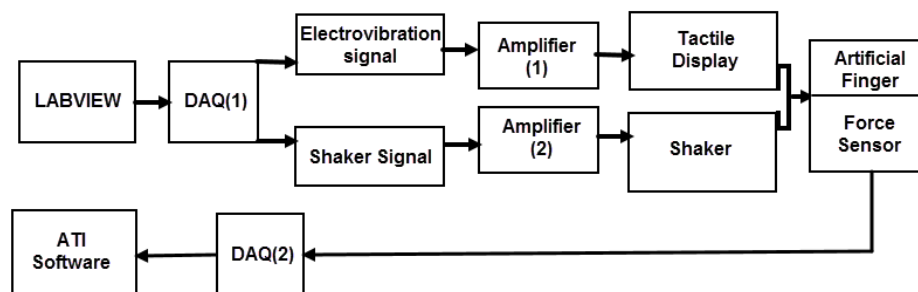 Electrovibration
signal
Amplifier
(1)
Tactile
Display
Artificial
Finger
LABVIEW
DAQ(1)
Shaker Signal
Amplifier
(2)
Shaker
Force
Sensor
ATI
Software
DAQ(2)